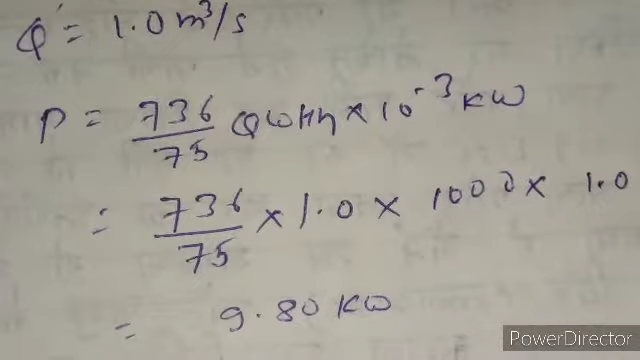 Q = 1.0 m³/s
P = 736/75 QWHη × 10⁻³ KW
= 736/75 × 1.0 × 1000 × 1.0
= 9.80 KW
PowerDirector